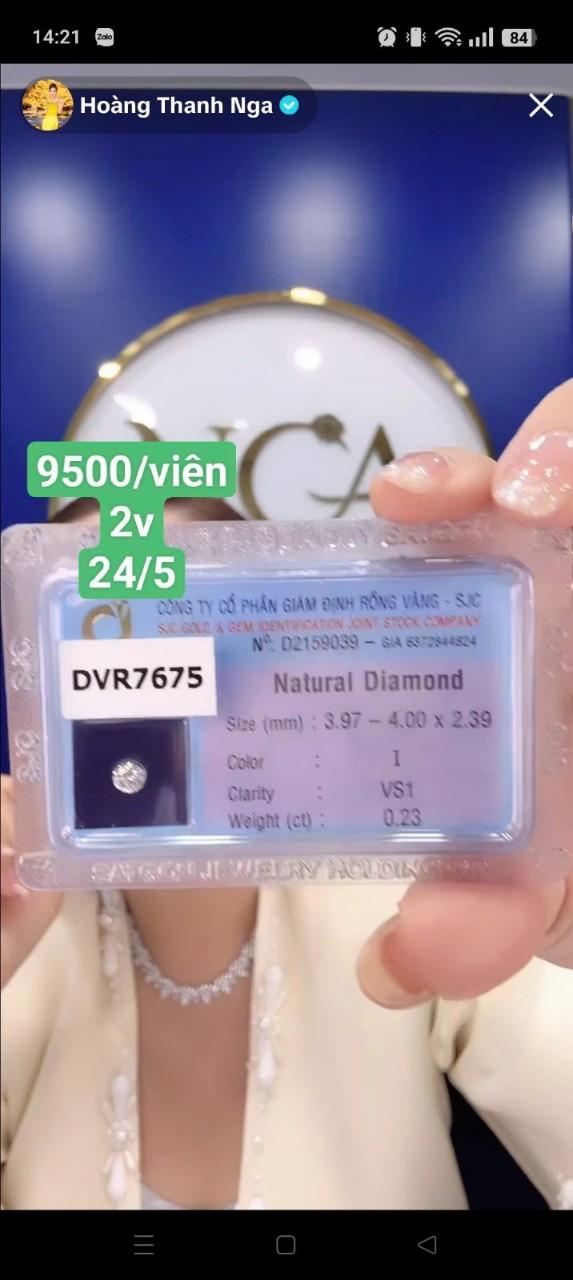 14:21
Zalo
84
Hoàng Thanh Nga
NCA
9500/viên
2v
24/5
CÔNG TY CỔ PHẦN GIÁM ĐỊNH RỒNG VÀNG - SJC
SJC GOLD & GEM IDENTIFICATION JOINT STOCK COMPANY
Nº: D2159039 – GIA 6372944824
DVR7675
Natural Diamond
Size (mm) : 3.97 – 4.00 x 2.39
Color : I
Clarity : VS1
Weight (ct) : 0.23
SAIGON JEWELRY HOLDING